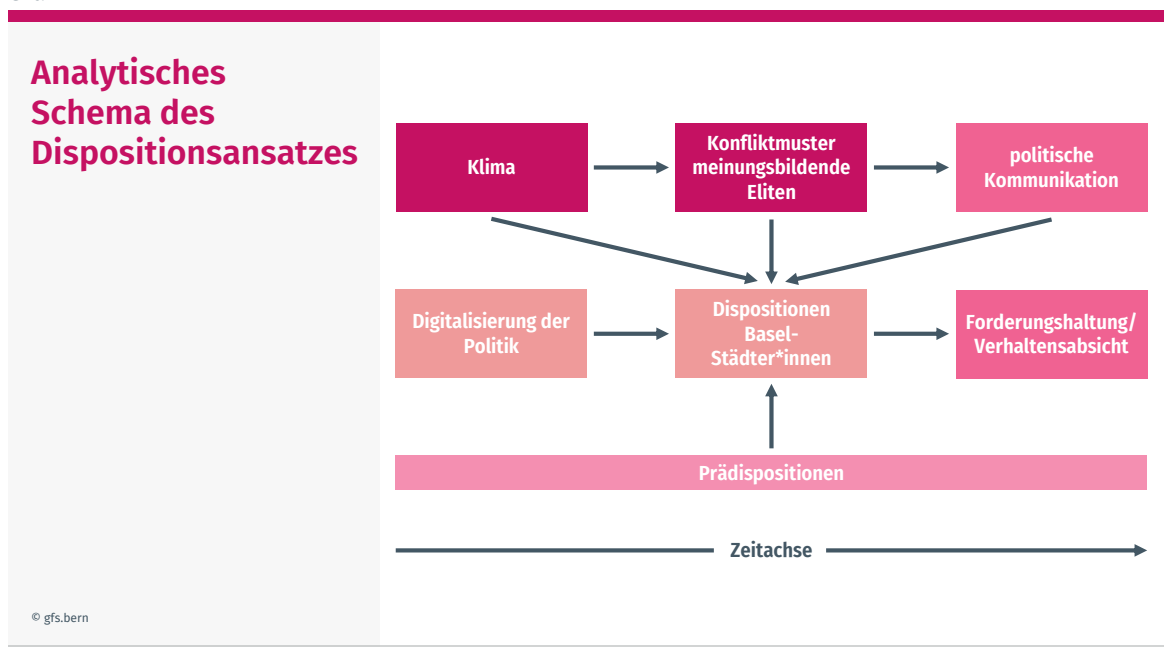 Analytisches
Schema des
Dispositionsansatzes
Klima
Konfliktmuster
meinungsbildende
Eliten
politische
Kommunikation
Digitalisierung der
Politik
Dispositionen
Basel-
Städter*innen
Forderungshaltung/
Verhaltensabsicht
Prädispositionen
Zeitachse
© gfs.bern